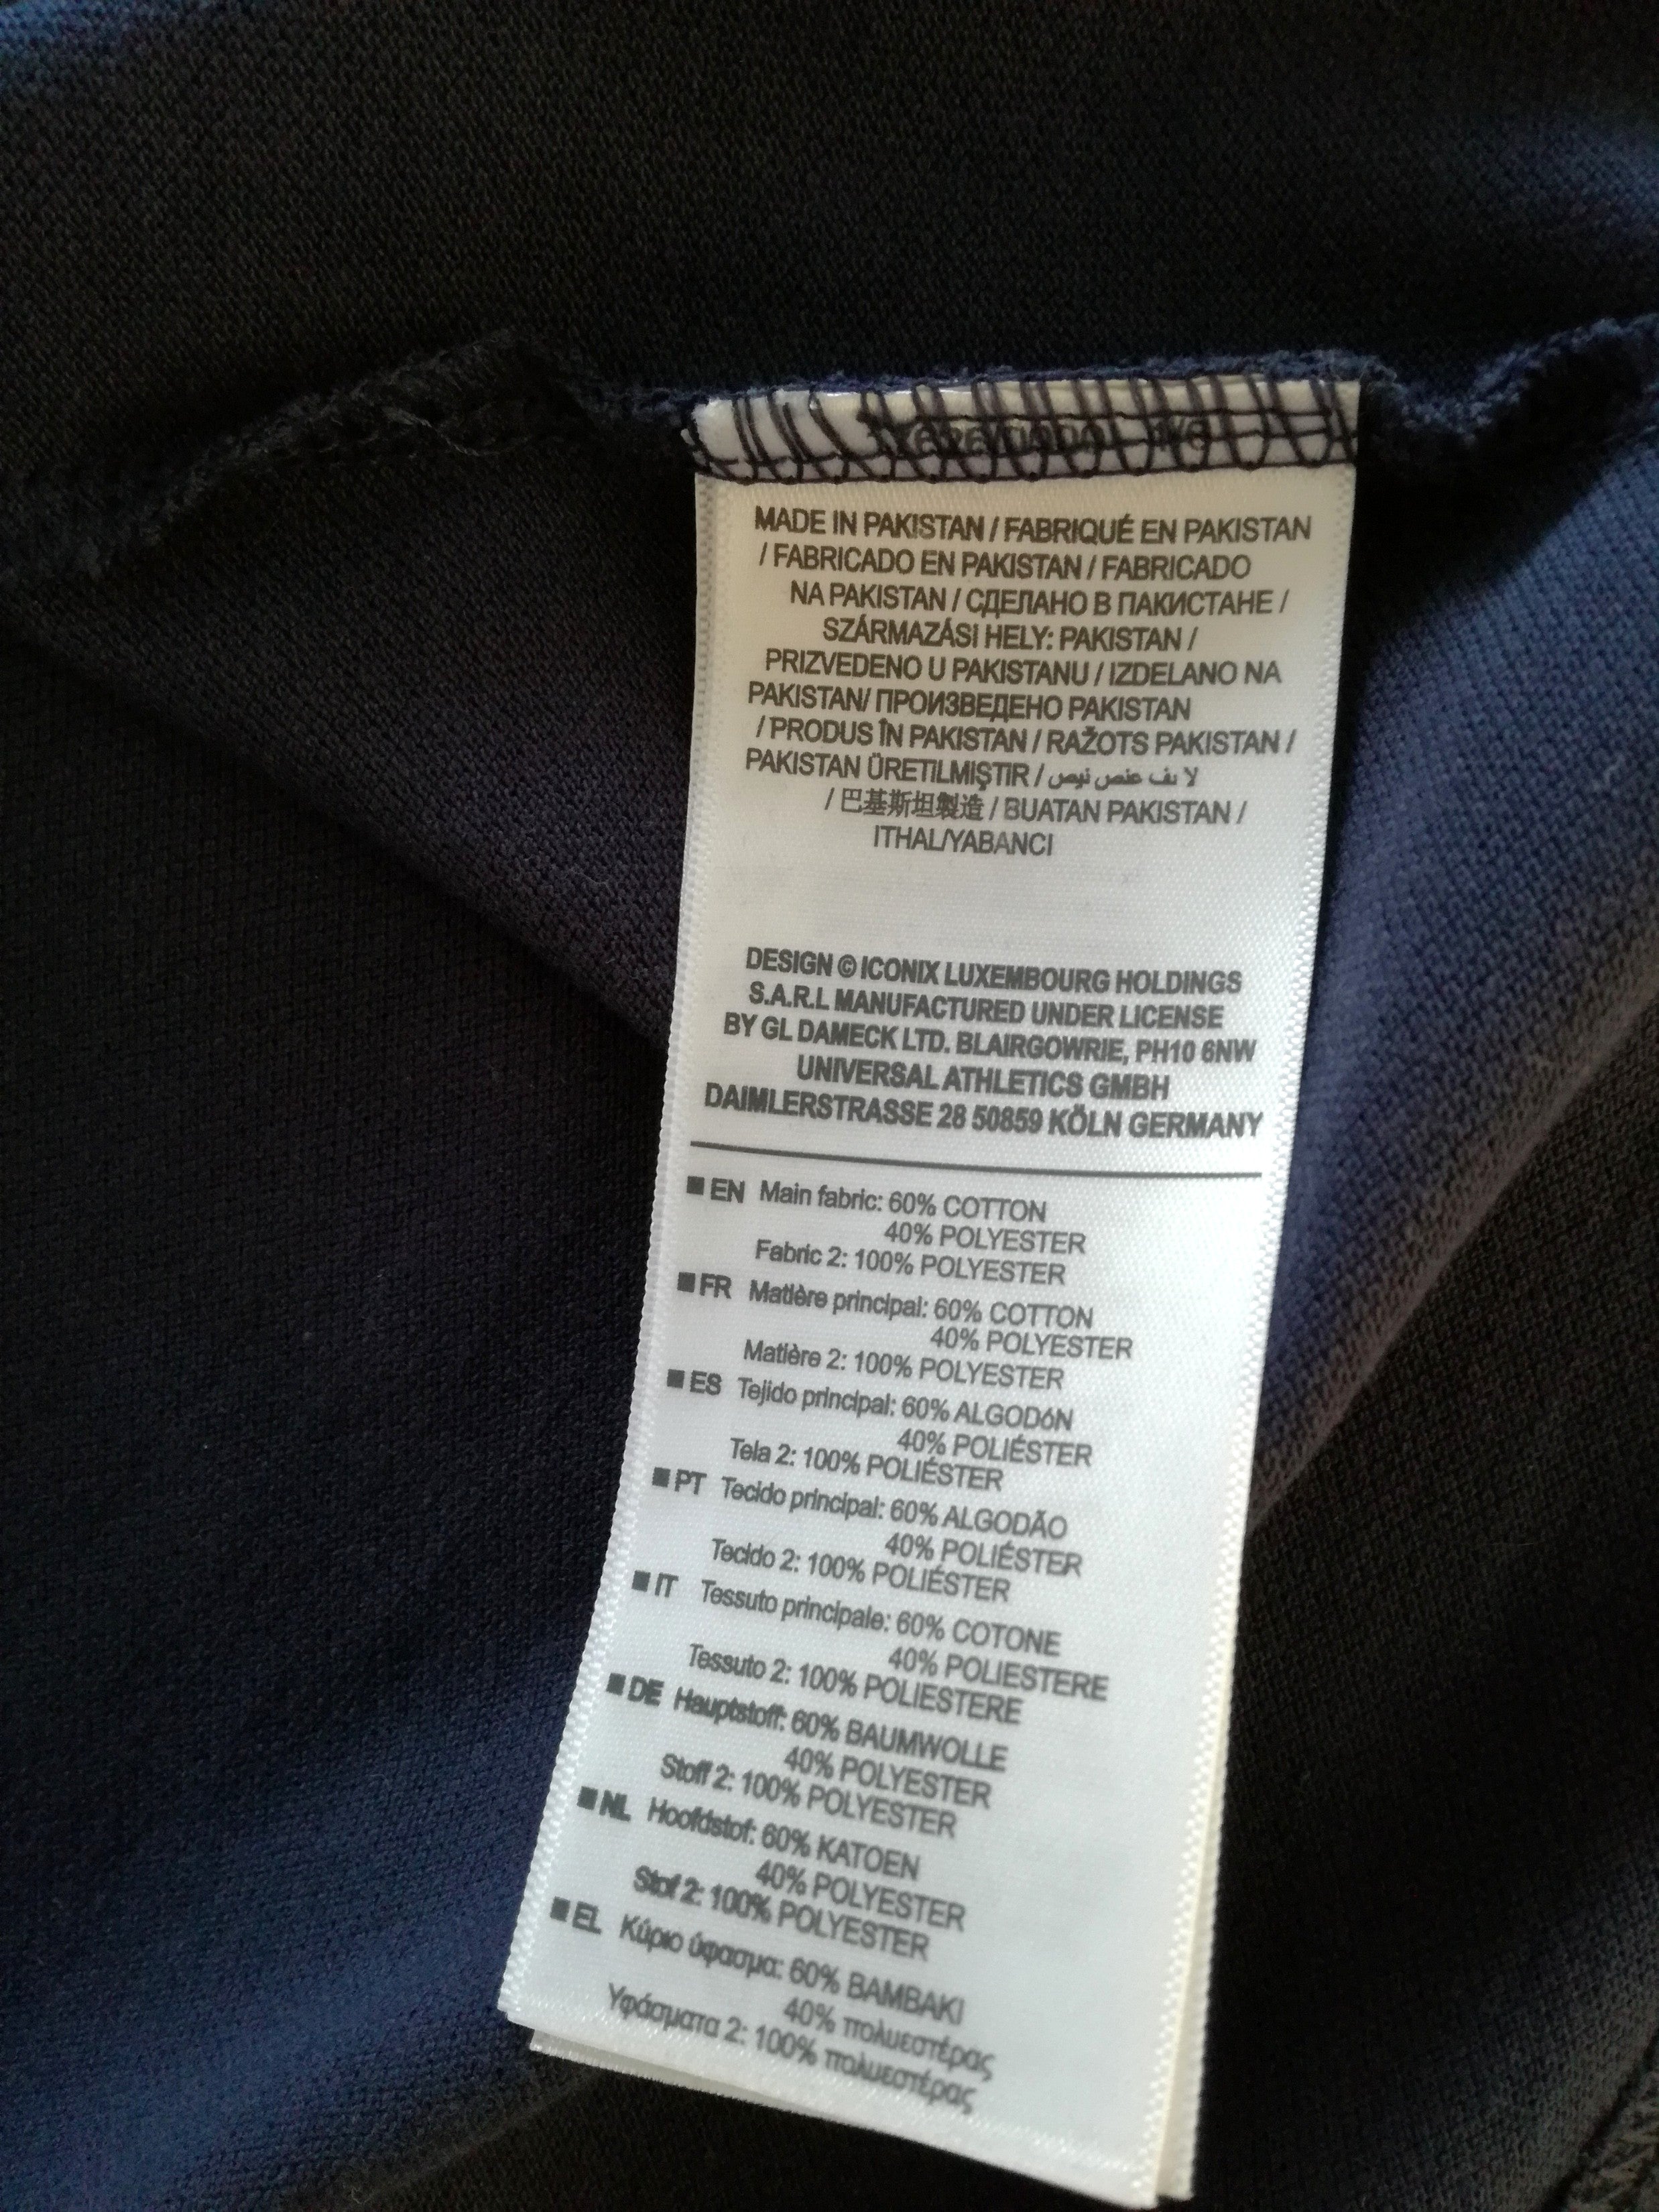 MADE IN PAKISTAN / FABRIQUÉ EN PAKISTAN
/ FABRICADO EN PAKISTAN / FABRICADO
NA PAKISTAN / СДЕЛАНО В ПАКИСТАНЕ /
SZÁRMAZÁSI HELY: PAKISTAN /
PRIZVEDENO U PAKISTANU / IZDELANO NA
PAKISTAN/ ПРОИЗВЕДЕНО PAKISTAN
/ PRODUS ÎN PAKISTAN / RAŽOTS PAKISTAN /
PAKISTAN ÜRETILMIŞTIR /
/ 巴基斯坦製造 / BUATAN PAKISTAN /
ITHAL/YABANCI
DESIGN © ICONIX LUXEMBOURG HOLDINGS
S.A.R.L MANUFACTURED UNDER LICENSE
BY GL DAMECK LTD. BLAIRGOWRIE, PH10 6NW
UNIVERSAL ATHLETICS GMBH
DAIMLERSTRASSE 28 50859 KÖLN GERMANY
■ EN Main fabric: 60% COTTON
40% POLYESTER
Fabric 2: 100% POLYESTER
■ FR Matière principal: 60% COTTON
40% POLYESTER
Matière 2: 100% POLYESTER
■ ES Tejido principal: 60% ALGODóN
40% POLIÉSTER
Tela 2: 100% POLIÉSTER
■ PT Tecido principal: 60% ALGODÃO
40% POLIÉSTER
Tecido 2: 100% POLIÉSTER
■ IT Tessuto principale: 60% COTONE
40% POLIESTERE
Tessuto 2: 100% POLIESTERE
■ DE Hauptstoff: 60% BAUMWOLLE
40% POLYESTER
Stoff 2: 100% POLYESTER
■ NL Hoofdstof: 60% KATOEN
40% POLYESTER
Stof 2: 100% POLYESTER
■ EL Κύριο ύφασμα: 60% ΒΑΜΒΑΚΙ
40% πολυεστέρας
Υφάσματα 2: 100% πολυεστέρας